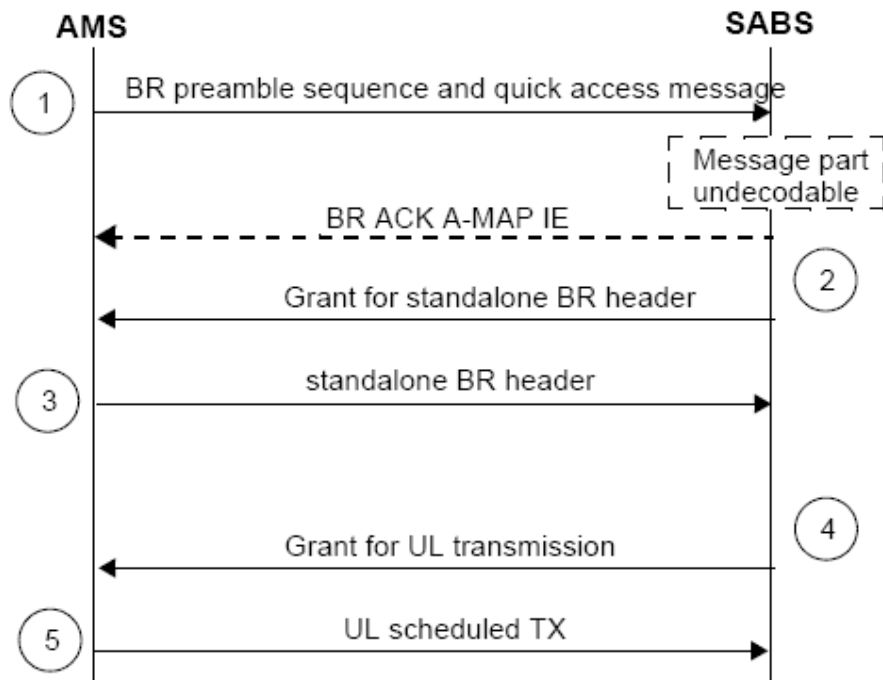 AMS
SABS
1
BR preamble sequence and quick access message
Message part
undecodable
BR ACK A-MAP IE
2
Grant for standalone BR header
3
standalone BR header
4
Grant for UL transmission
5
UL scheduled TX